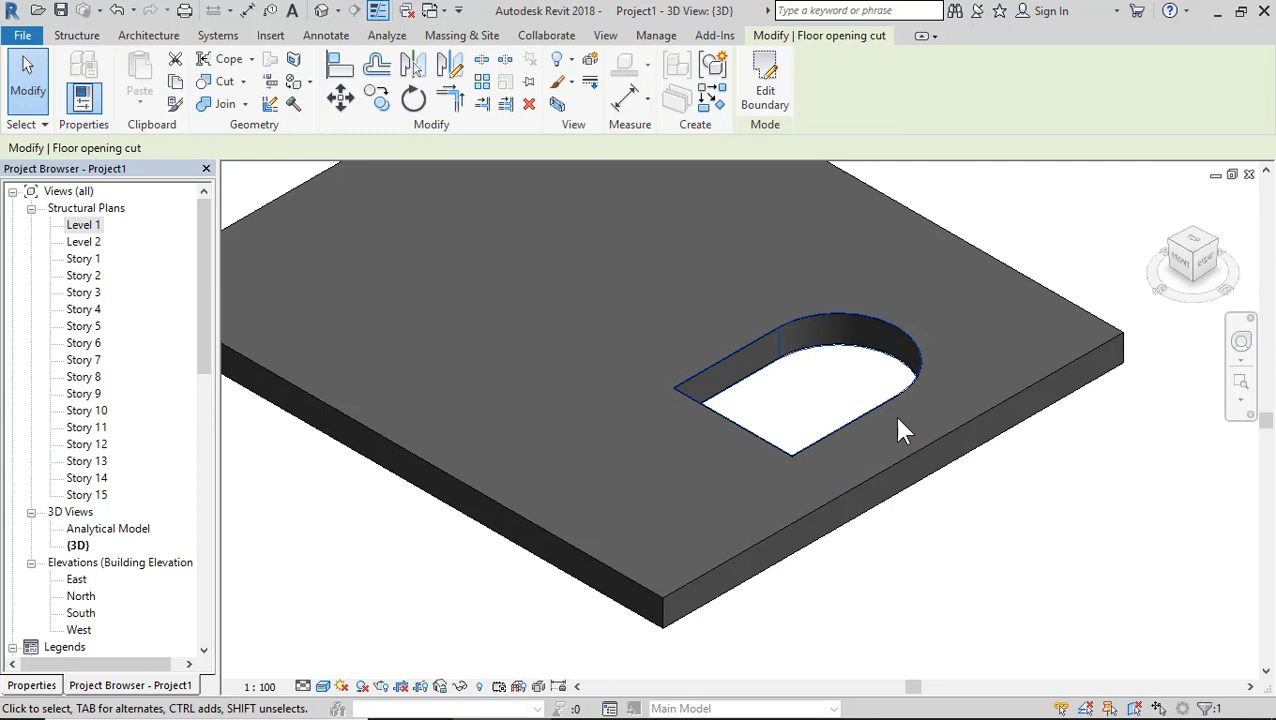 Autodesk Revit 2018 - Project1 - 3D View: {3D}
Type a keyword or phrase
Sign In
File
Structure
Architecture
Systems
Insert
Annotate
Analyze
Massing & Site
Collaborate
View
Manage
Add-Ins
Modify | Floor opening cut
Modify
Paste
Cope
Cut
Join
Edit
Boundary
Select
Properties
Clipboard
Geometry
Modify
View
Measure
Create
Mode
Modify | Floor opening cut
Project Browser - Project1
Views (all)
Structural Plans
Level 1
Level 2
Story 1
Story 2
Story 3
Story 4
Story 5
Story 6
Story 7
Story 8
Story 9
Story 10
Story 11
Story 12
Story 13
Story 14
Story 15
3D Views
Analytical Model
{3D}
Elevations (Building Elevation
East
North
South
West
Legends
TOP
FRONT
RIGHT
Properties
Project Browser - Project1
1 : 100
Click to select, TAB for alternates, CTRL adds, SHIFT unselects.
:0
Main Model
:1